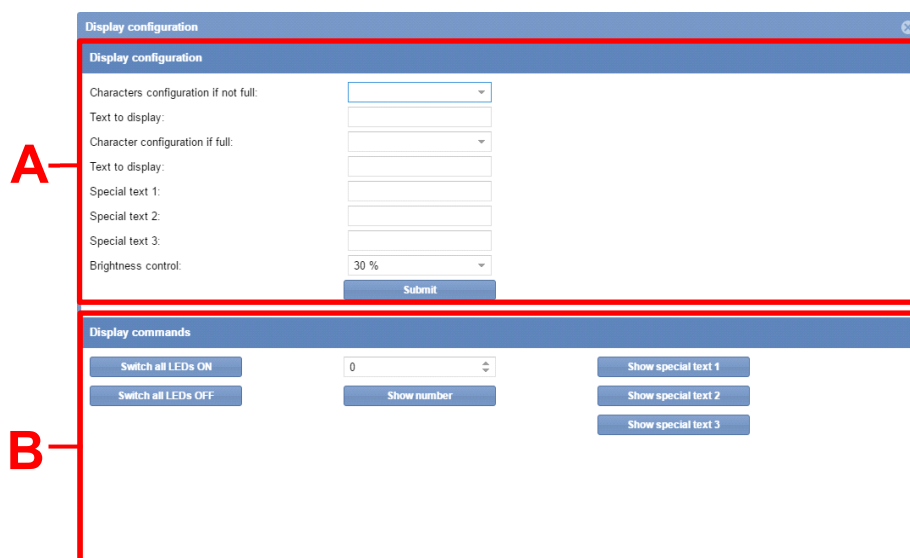 Display configuration
Display configuration
Characters configuration if not full:
Text to display:
Character configuration if full:
Text to display:
Special text 1:
Special text 2:
Special text 3:
Brightness control: 30 %
Submit
A
Display commands
Switch all LEDs ON 0 Show special text 1
Switch all LEDs OFF Show number Show special text 2
Show special text 3
B